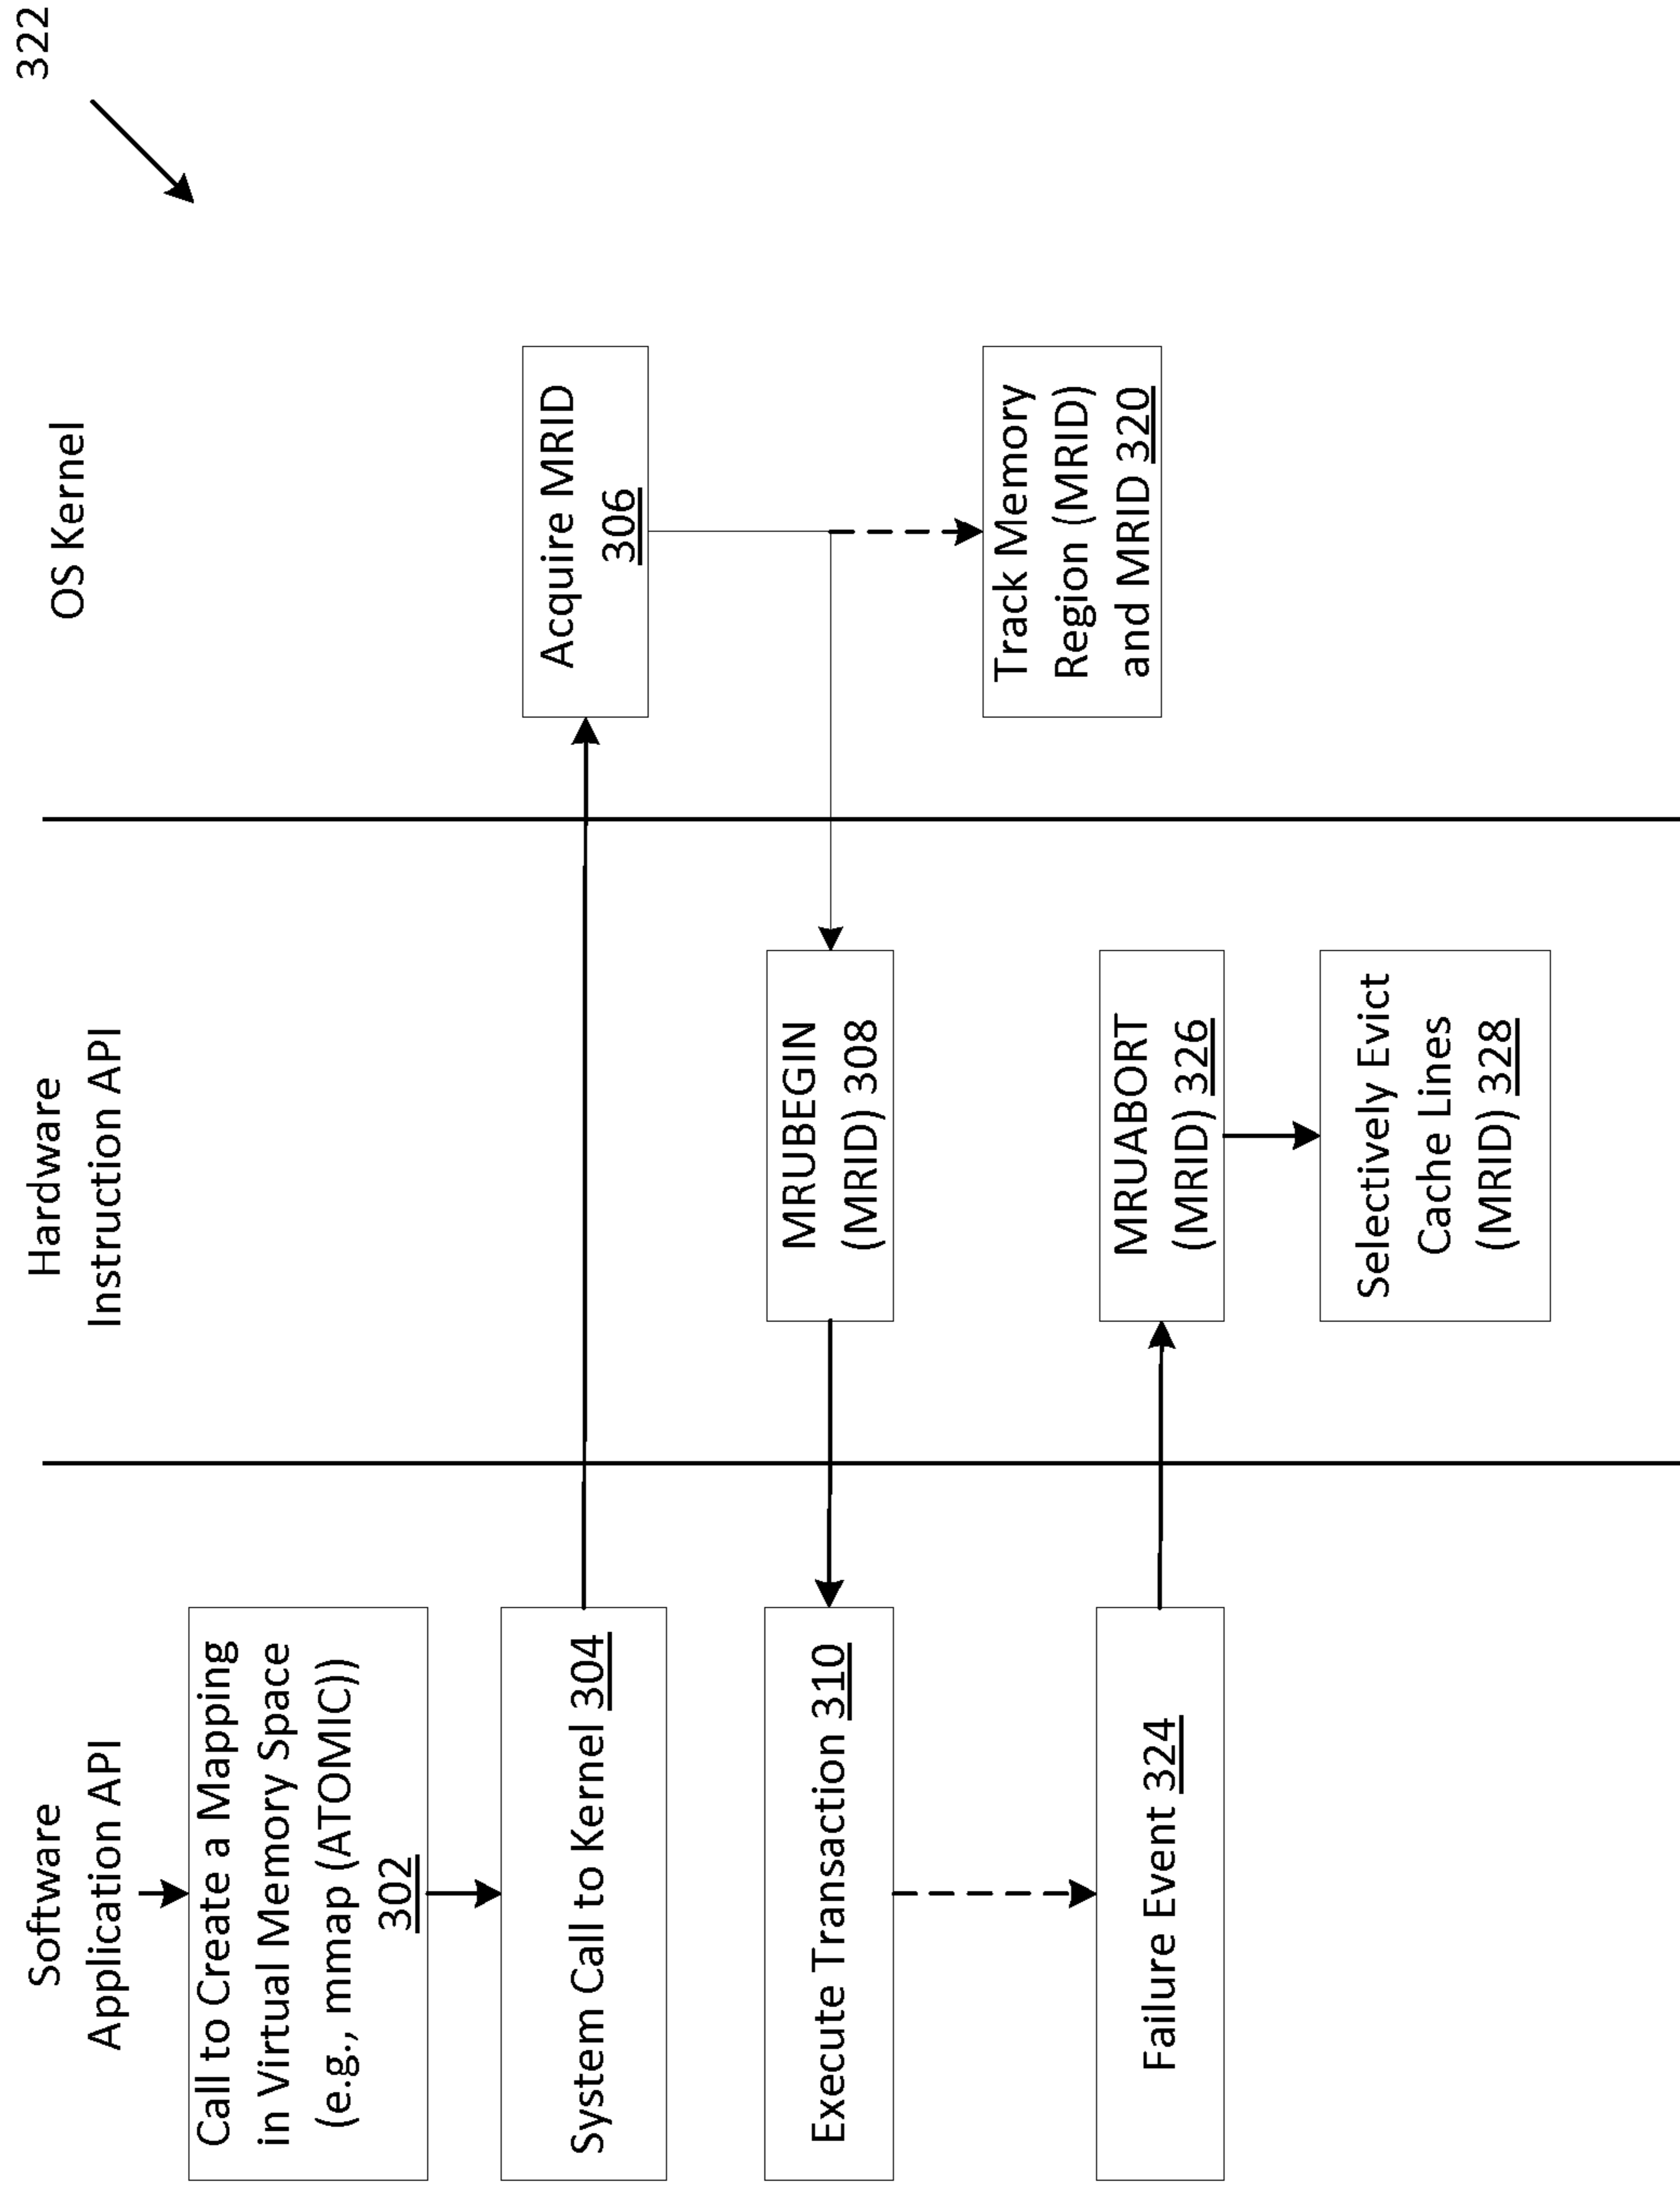 322
Software
Application API
Hardware
Instruction API
OS Kernel
Call to Create a Mapping
in Virtual Memory Space
(e.g., mmap (ATOMIC))
302
System Call to Kernel 304
Acquire MRID
306
MRUBEGIN
(MRID) 308
Execute Transaction 310
Track Memory
Region (MRID)
and MRID 320
Failure Event 324
MRUABORT
(MRID) 326
Selectively Evict
Cache Lines
(MRID) 328